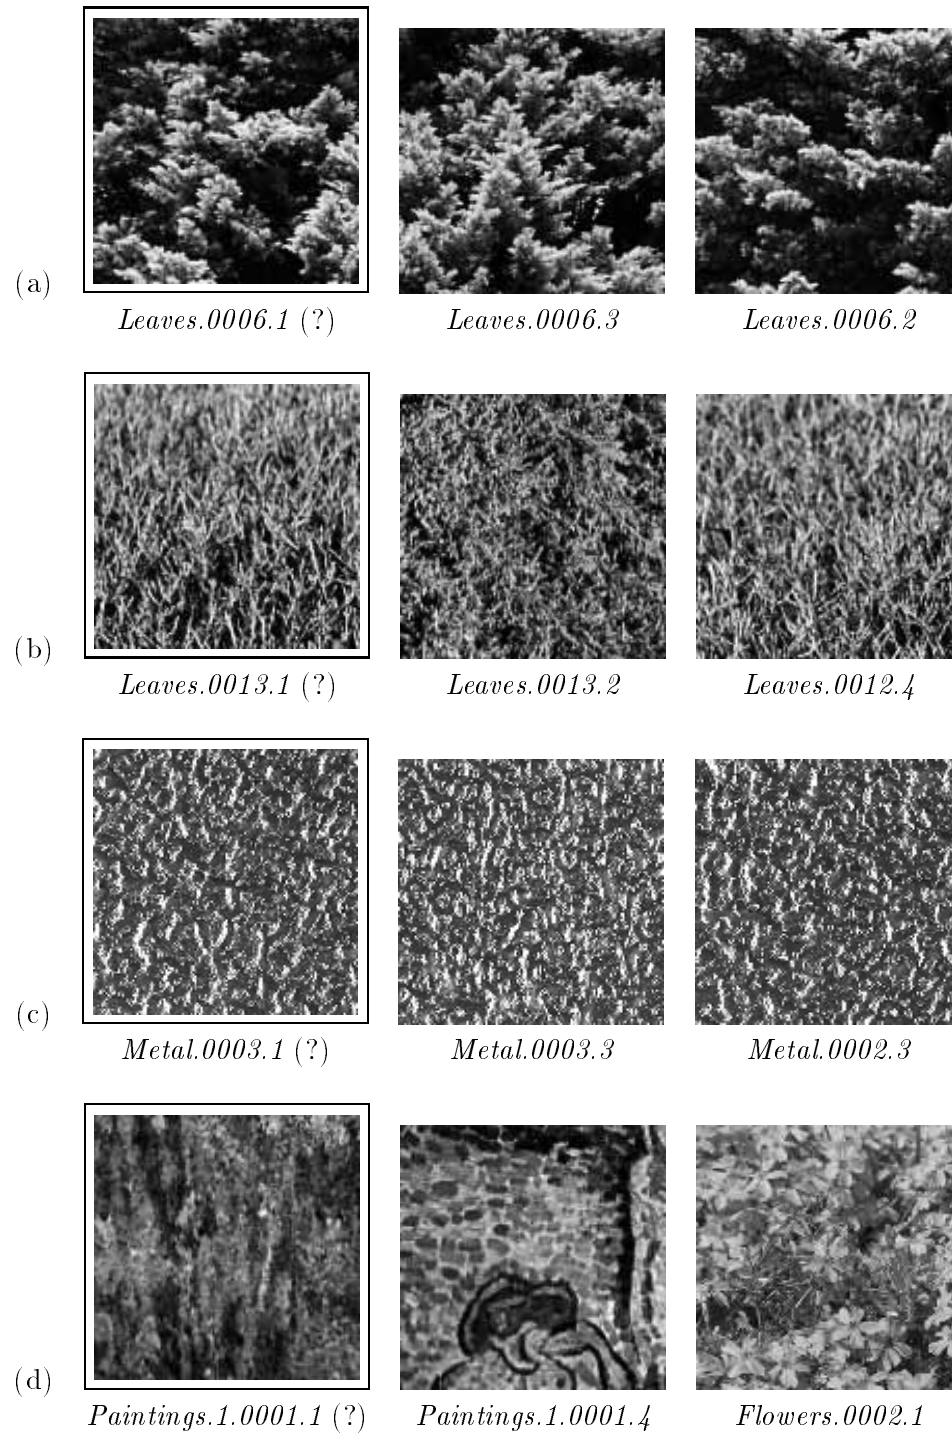 (a)
Leaves.0006.1 (?) Leaves.0006.3 Leaves.0006.2
(b)
Leaves.0013.1 (?) Leaves.0013.2 Leaves.0012.4
(c)
Metal.0003.1 (?) Metal.0003.3 Metal.0002.3
(d)
Paintings.1.0001.1 (?) Paintings.1.0001.4 Flowers.0002.1